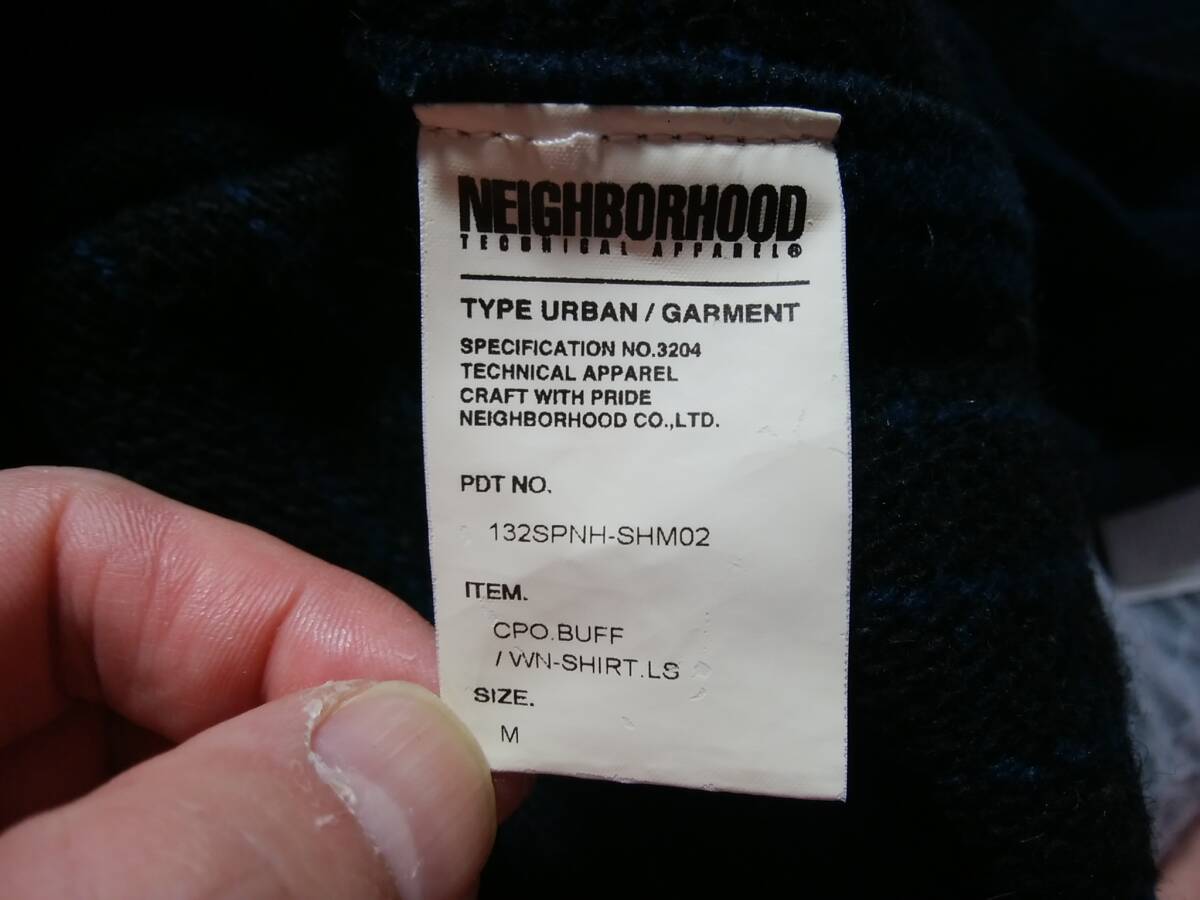 NEIGHBORHOOD
TECHNICAL APPAREL®
TYPE URBAN / GARMENT
SPECIFICATION NO.3204
TECHNICAL APPAREL
CRAFT WITH PRIDE
NEIGHBORHOOD CO.,LTD.
PDT NO.
132SPNH-SHM02
ITEM.
CPO.BUFF
/ WN-SHIRT.LS
SIZE.
M